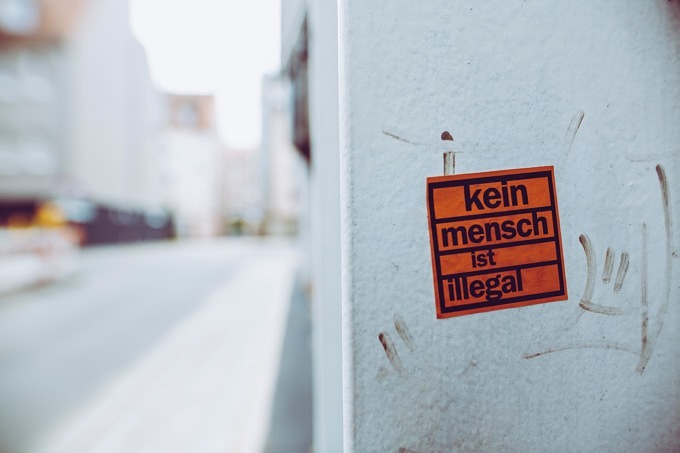 kein
mensch
ist
illegal